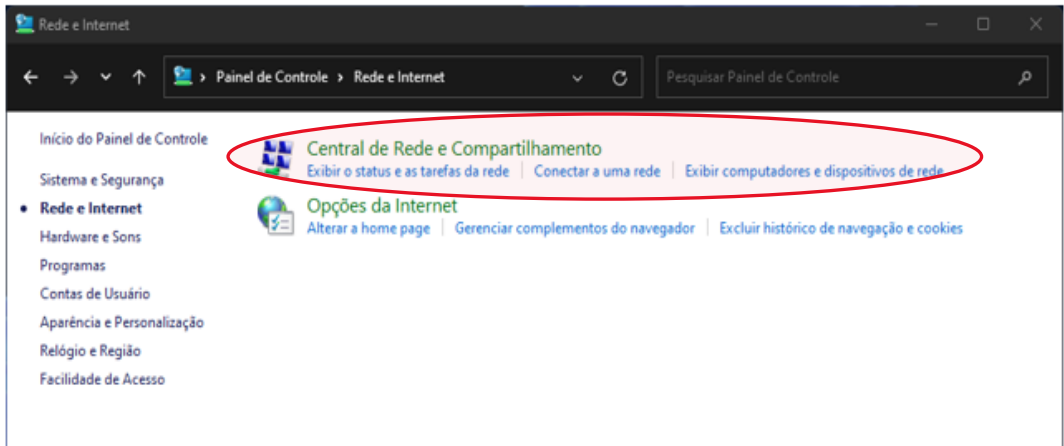 Rede e Internet
Painel de Controle › Rede e Internet
Pesquisar Painel de Controle
Início do Painel de Controle
Sistema e Segurança
Rede e Internet
Hardware e Sons
Programas
Contas de Usuário
Aparência e Personalização
Relógio e Região
Facilidade de Acesso
Central de Rede e Compartilhamento
Exibir o status e as tarefas da rede | Conectar a uma rede | Exibir computadores e dispositivos de rede
Opções da Internet
Alterar a home page | Gerenciar complementos do navegador | Excluir histórico de navegação e cookies